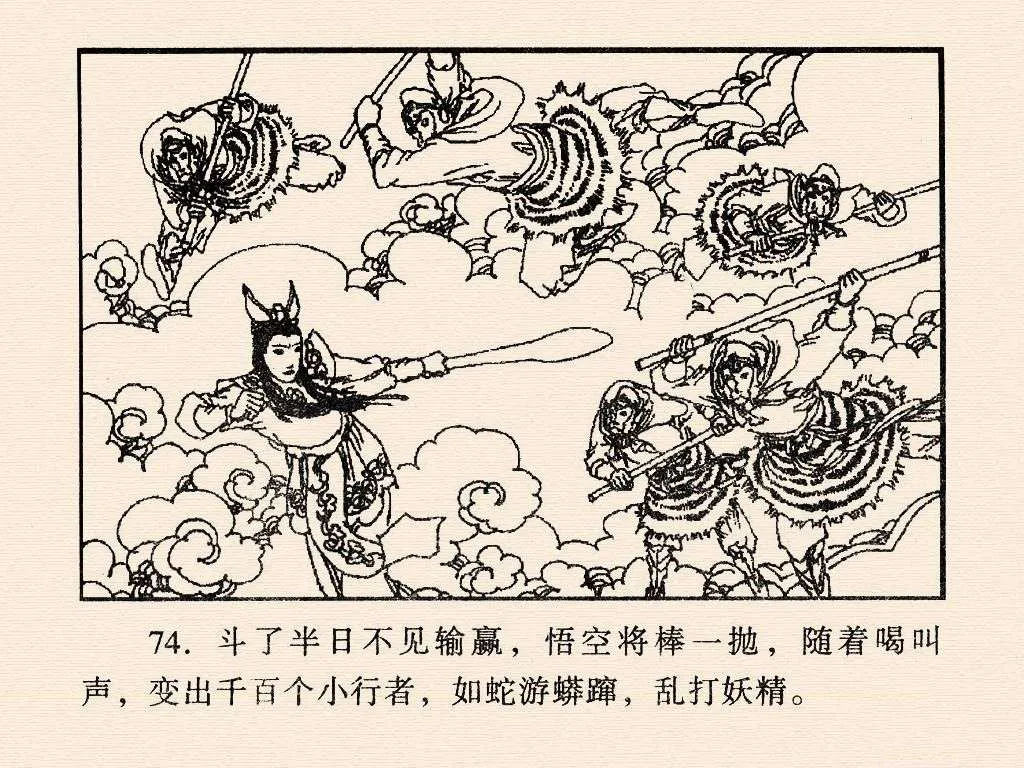 74. 斗了半日不见输赢，悟空将棒一抛，随着喝叫
声，变出千百个小行者，如蛇游蟒蹿，乱打妖精。